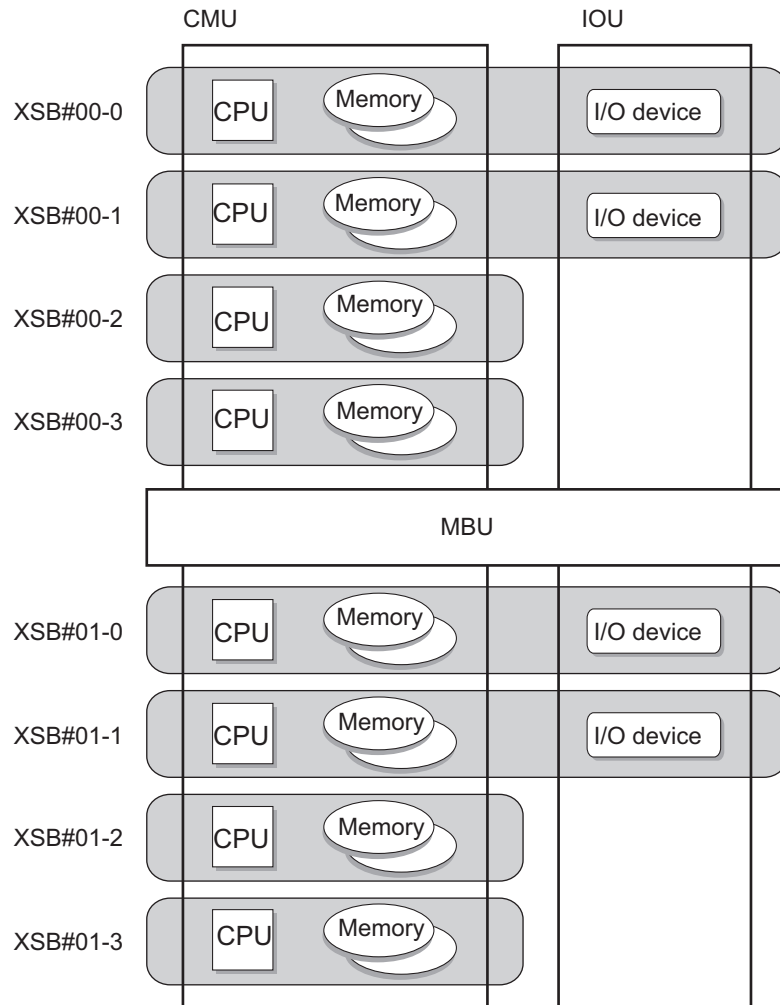 CMU IOU
XSB#00-0 CPU Memory I/O device
XSB#00-1 CPU Memory I/O device
XSB#00-2 CPU Memory
XSB#00-3 CPU Memory
MBU
XSB#01-0 CPU Memory I/O device
XSB#01-1 CPU Memory I/O device
XSB#01-2 CPU Memory
XSB#01-3 CPU Memory